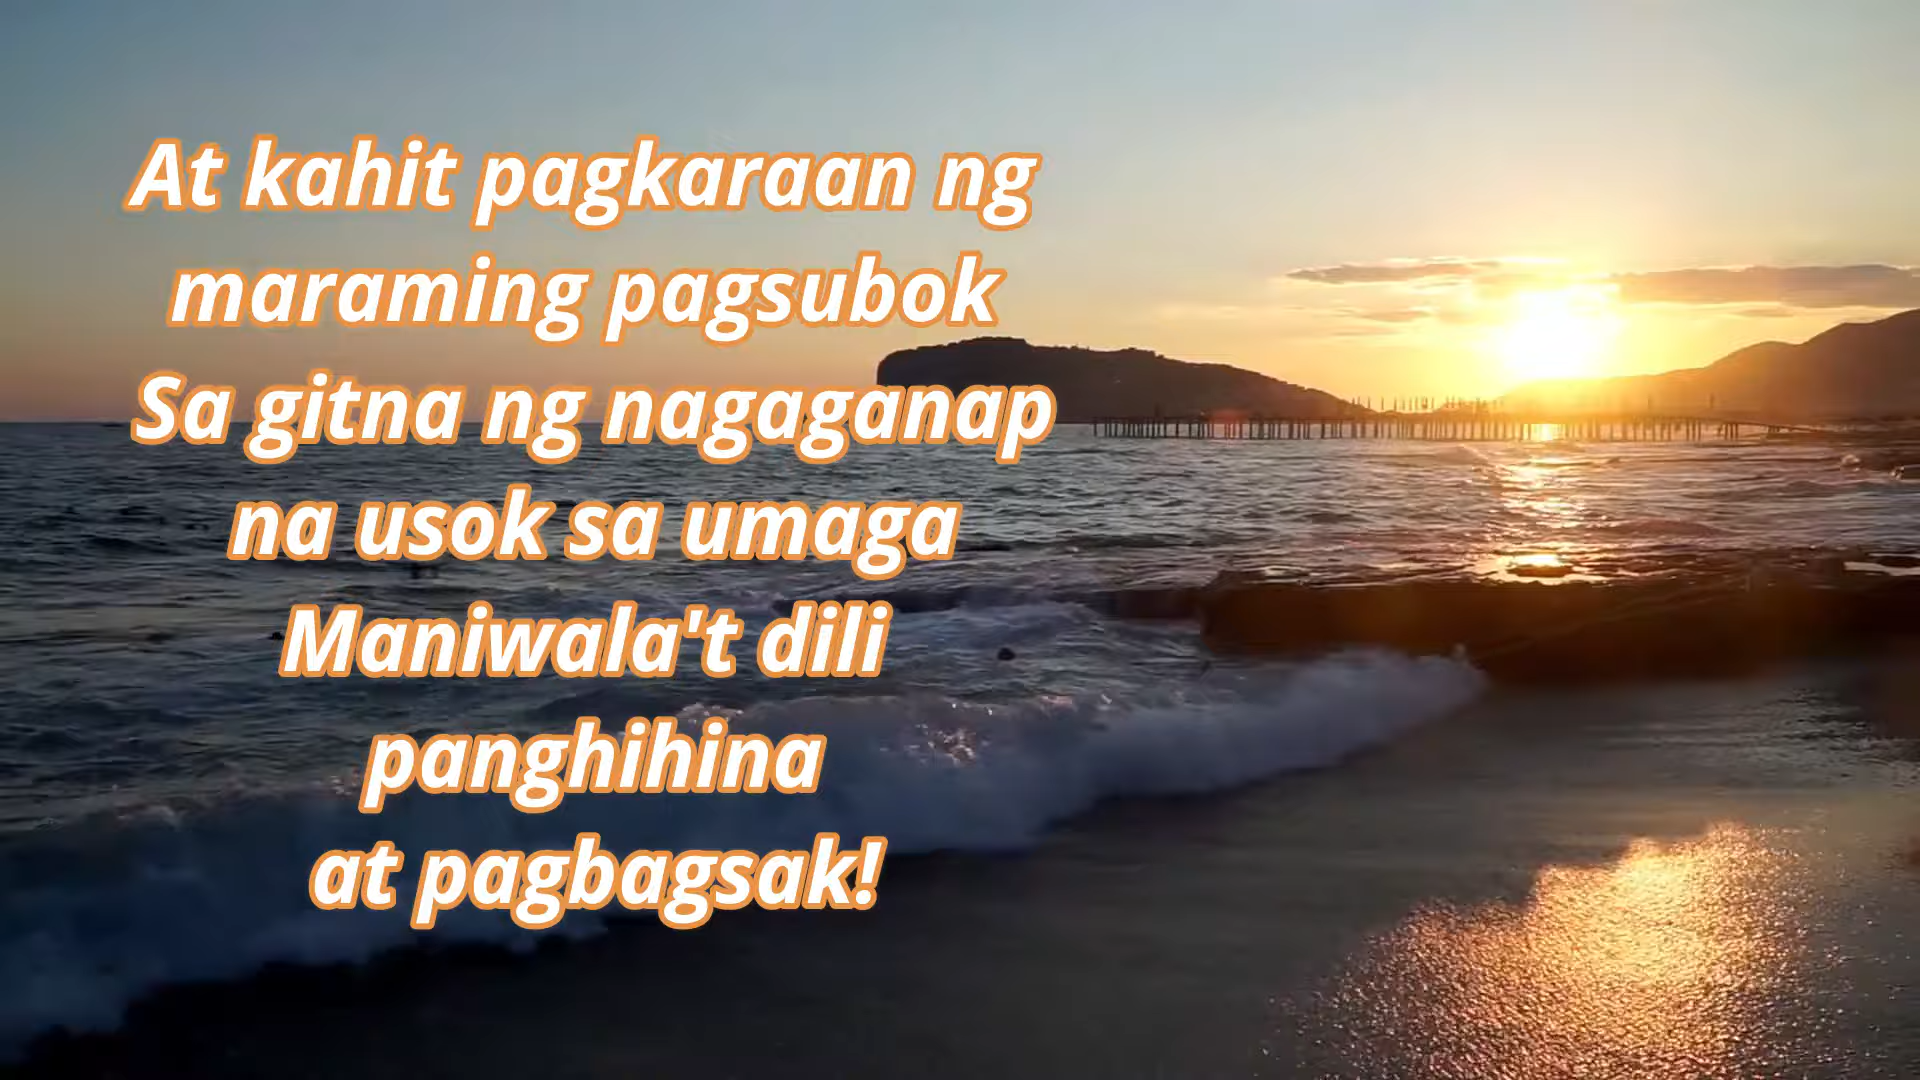 At kahit pagkaraan ng
maraming pagsubok
Sa gitna ng nagaganap
na usok sa umaga
Maniwala't dili
panghihina
at pagbagsak!